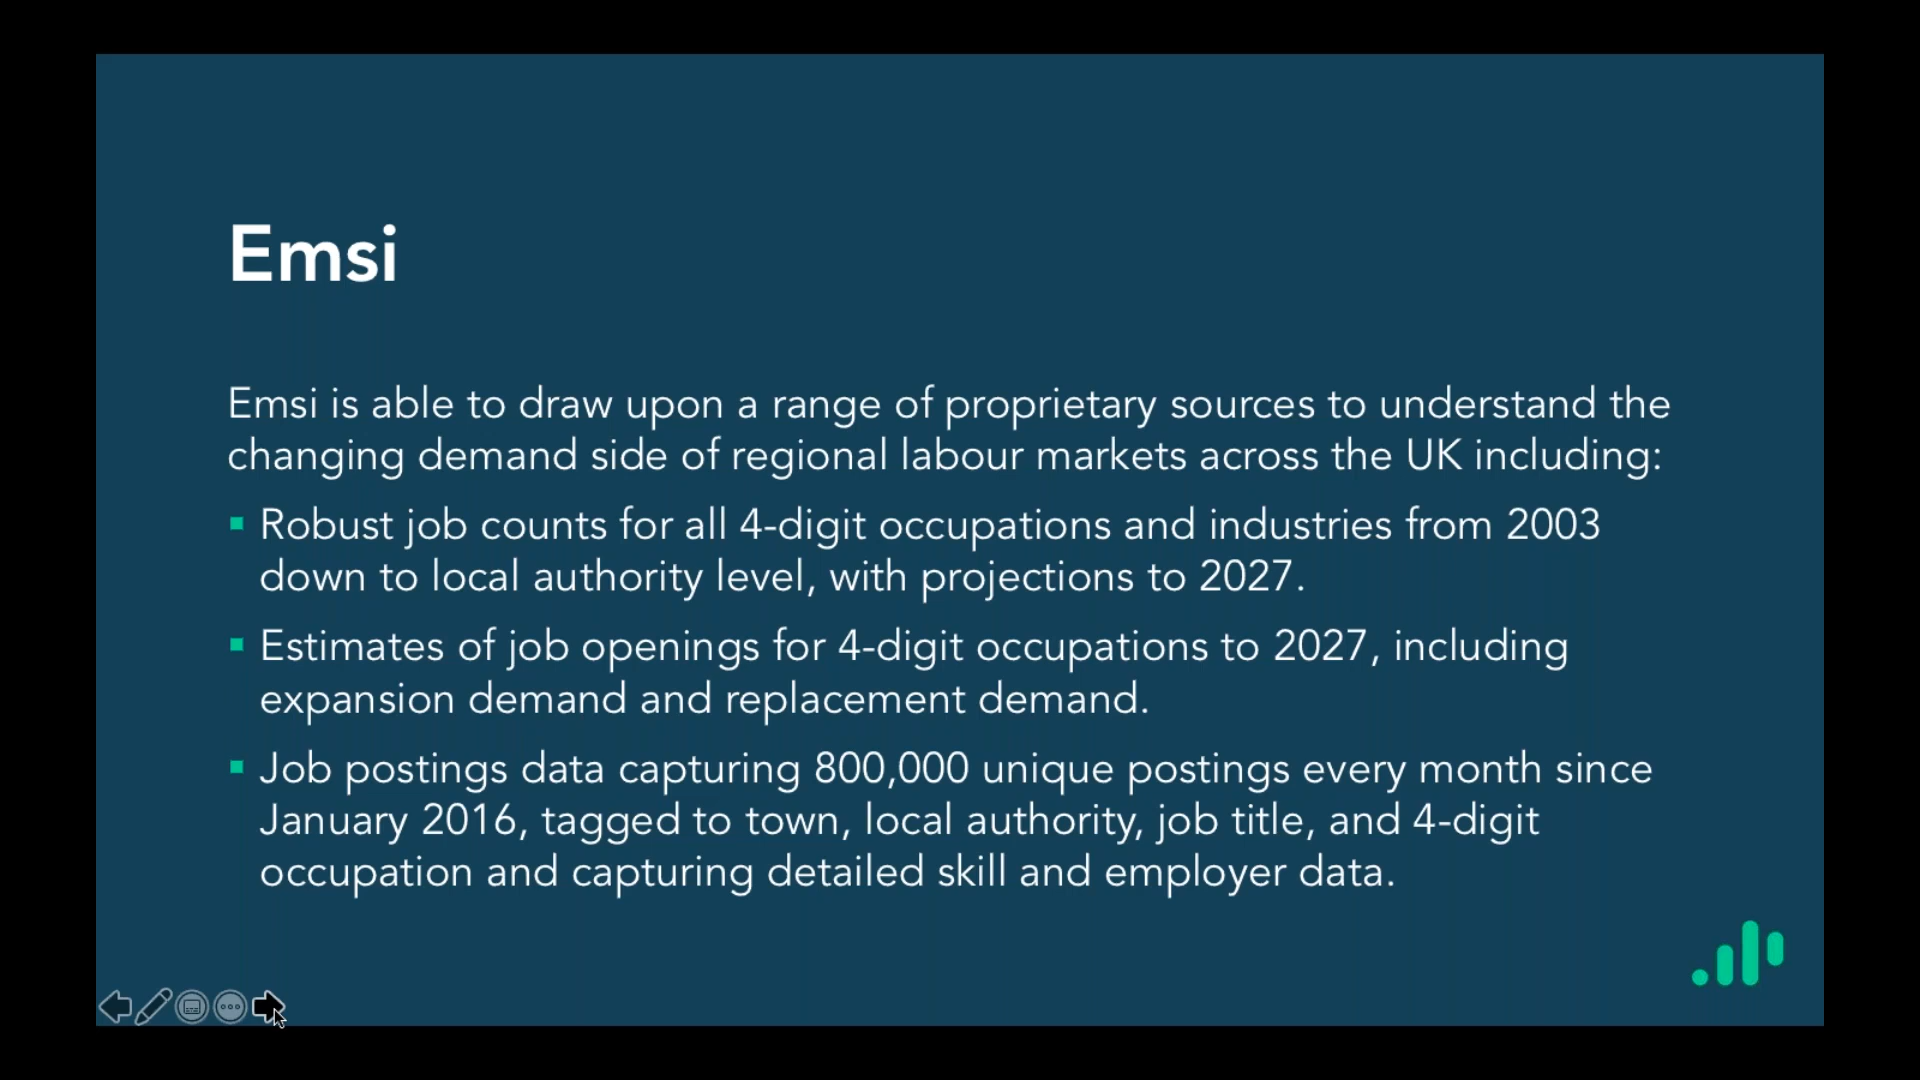 Emsi
Emsi is able to draw upon a range of proprietary sources to understand the
changing demand side of regional labour markets across the UK including:
Robust job counts for all 4-digit occupations and industries from 2003
down to local authority level, with projections to 2027.
Estimates of job openings for 4-digit occupations to 2027, including
expansion demand and replacement demand.
Job postings data capturing 800,000 unique postings every month since
January 2016, tagged to town, local authority, job title, and 4-digit
occupation and capturing detailed skill and employer data.